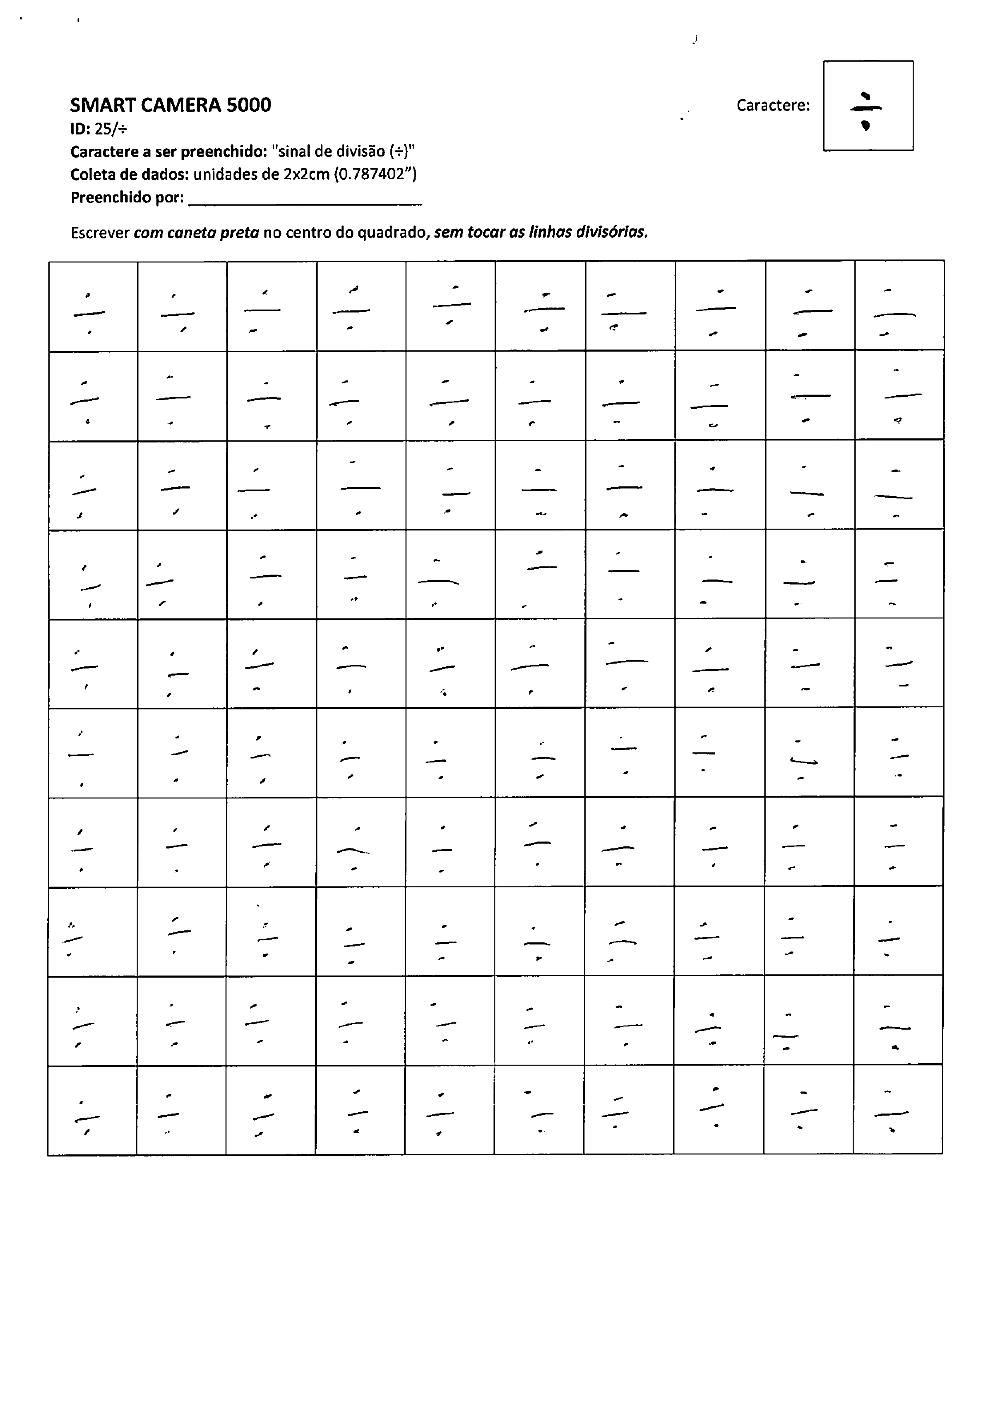 SMART CAMERA 5000
Caractere: ÷
ID: 25/÷
Caractere a ser preenchido: "sinal de divisão (÷)"
Coleta de dados: unidades de 2x2cm (0.787402”)
Preenchido por: ________________________
Escrever com caneta preta no centro do quadrado, sem tocar as linhas divisórias.
÷ ÷ ÷ ÷ ÷ ÷ ÷ ÷ ÷ ÷
÷ ÷ ÷ ÷ ÷ ÷ ÷ ÷ ÷ ÷
÷ ÷ ÷ ÷ ÷ ÷ ÷ ÷ ÷ ÷
÷ ÷ ÷ ÷ ÷ ÷ ÷ ÷ ÷ ÷
÷ ÷ ÷ ÷ ÷ ÷ ÷ ÷ ÷ ÷
÷ ÷ ÷ ÷ ÷ ÷ ÷ ÷ ÷ ÷
÷ ÷ ÷ ÷ ÷ ÷ ÷ ÷ ÷ ÷
÷ ÷ ÷ ÷ ÷ ÷ ÷ ÷ ÷ ÷
÷ ÷ ÷ ÷ ÷ ÷ ÷ ÷ ÷ ÷
÷ ÷ ÷ ÷ ÷ ÷ ÷ ÷ ÷ ÷